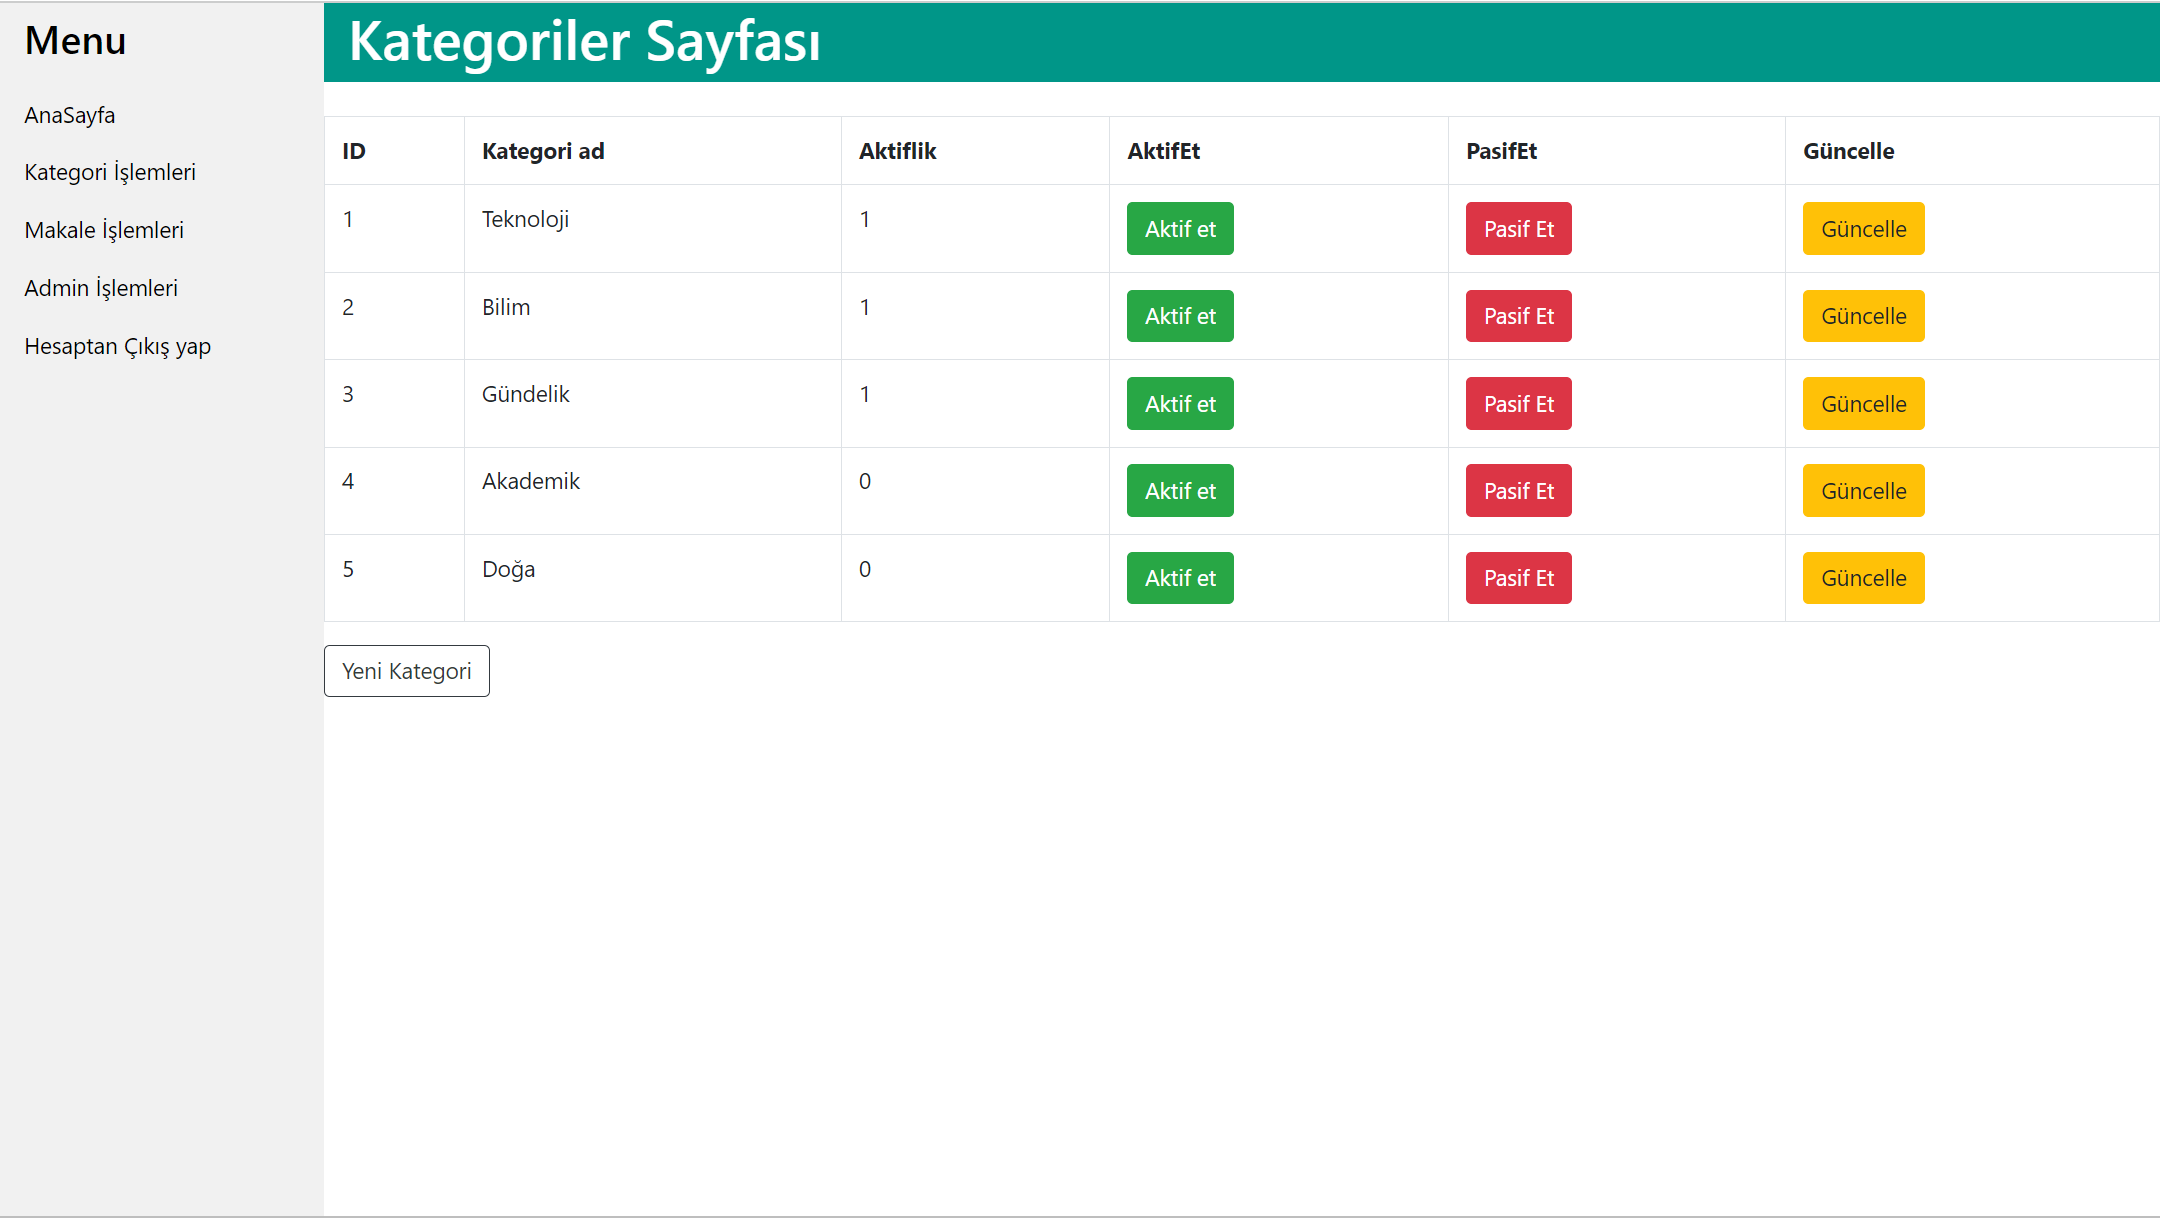 Menu
AnaSayfa
Kategori İşlemleri
Makale İşlemleri
Admin İşlemleri
Hesaptan Çıkış yap
Kategoriler Sayfası
ID Kategori ad Aktiflik AktifEt PasifEt Güncelle
1 Teknoloji 1 Aktif et Pasif Et Güncelle
2 Bilim 1 Aktif et Pasif Et Güncelle
3 Gündelik 1 Aktif et Pasif Et Güncelle
4 Akademik 0 Aktif et Pasif Et Güncelle
5 Doğa 0 Aktif et Pasif Et Güncelle
Yeni Kategori